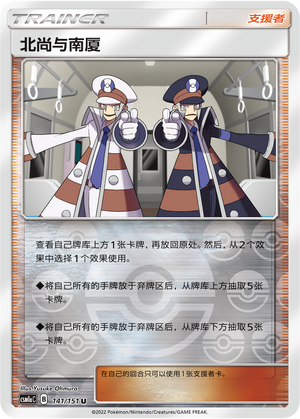 TRAINER
支援者
北尚与南厦
查看自己牌库上方1张卡牌，再放回原处。然后，从2个效
果中选择1个效果使用。
◆将自己所有的手牌放于弃牌区后，从牌库上方抽取5张
卡牌。
◆将自己所有的手牌放于弃牌区后，从牌库下方抽取5张
卡牌。
Illus. Yusuke Ohmura
在自己的回合只可以使用1张支援者卡。
csm1a C 141/151 U
©2022 Pokémon/Nintendo/Creatures/GAME FREAK.